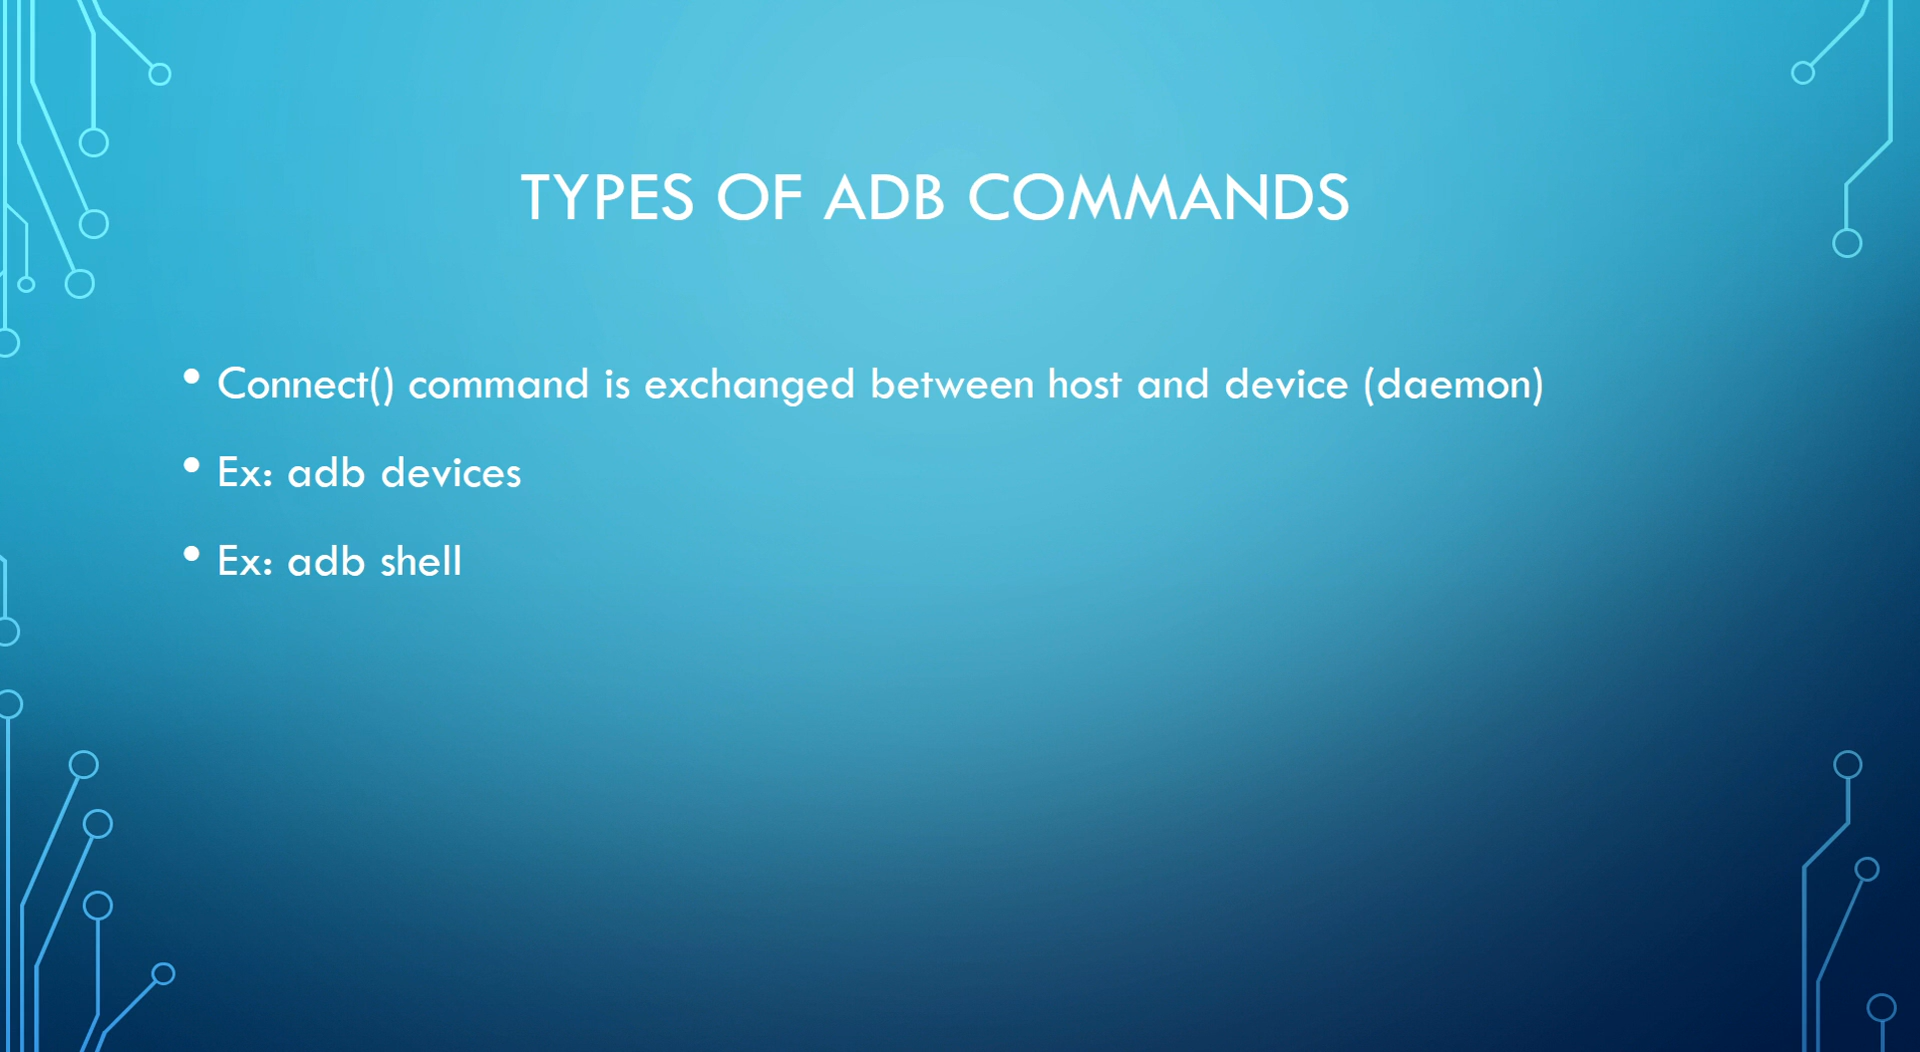 TYPES OF ADB COMMANDS
• Connect() command is exchanged between host and device (daemon)
• Ex: adb devices
• Ex: adb shell